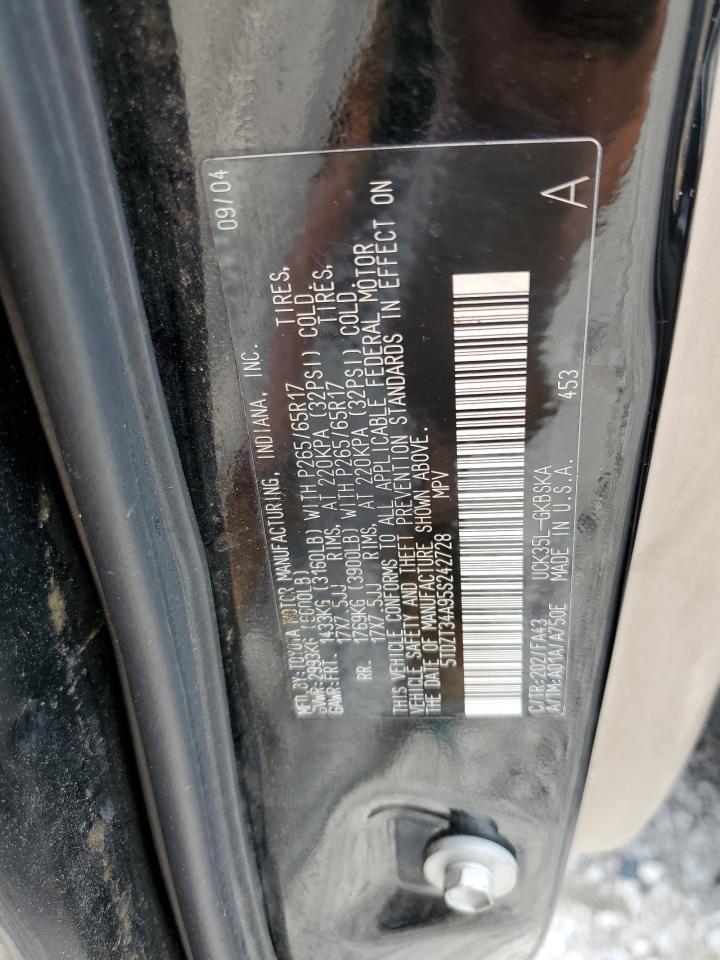 MFD.BY:TOYOTA MOTOR MANUFACTURING, INDIANA, INC. 09/04
GVWR:2993KG (6600LB)
GAWR:FRT. 1433KG (3160LB) WITH P265/65R17 TIRES,
17X7.5JJ RIMS, AT 220KPA (32PSI) COLD
RR. 1769KG (3900LB) WITH P265/65R17 TIRES,
17X7.5JJ RIMS, AT 220KPA (32PSI) COLD
THIS VEHICLE CONFORMS TO ALL APPLICABLE FEDERAL MOTOR
VEHICLE SAFETY AND THEFT PREVENTION STANDARDS IN EFFECT ON
THE DATE OF MANUFACTURE SHOWN ABOVE.
5TDZT34A95S242728 MPV
C/TR:202/FA43 UCK35L-GKBSKA 453
A/TM:A01A/A750E MADE IN U.S.A. A